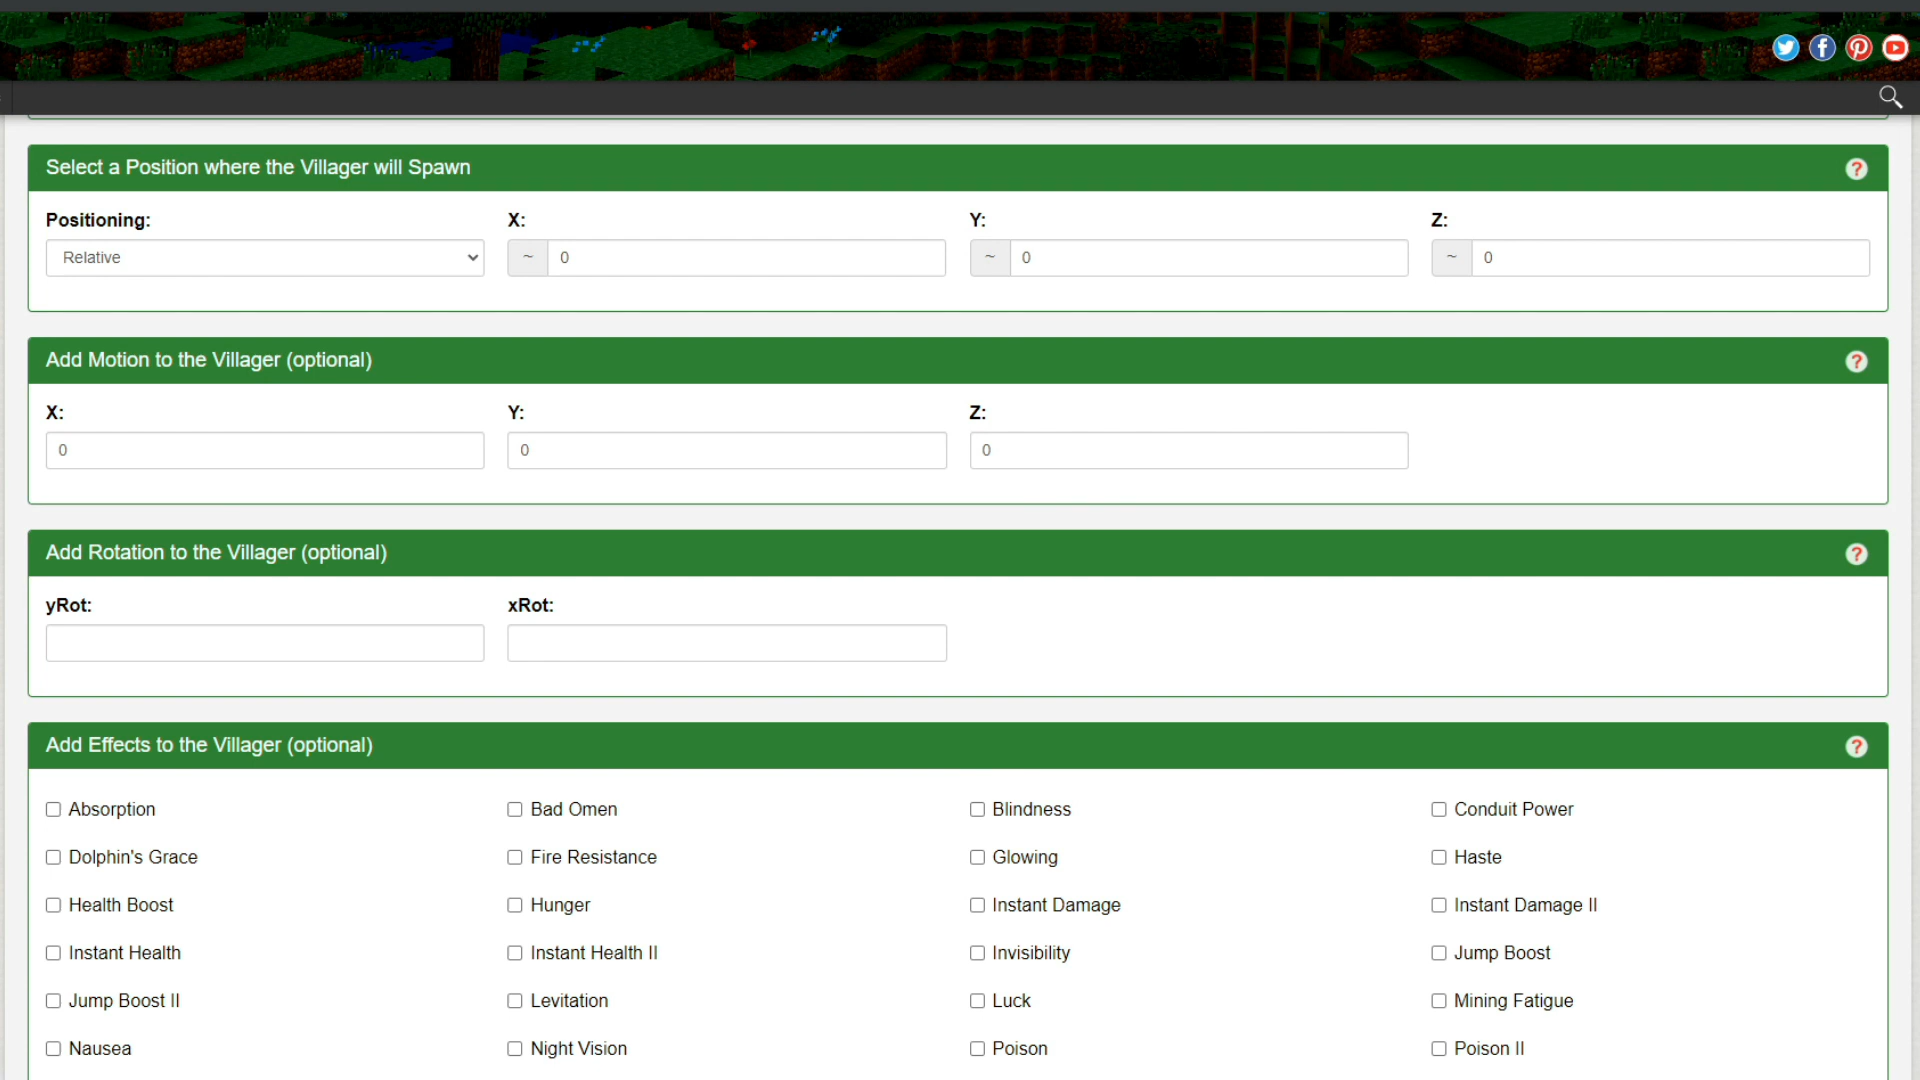 Select a Position where the Villager will Spawn
?
Positioning: X: Y: Z:
Relative ~ 0 ~ 0 ~ 0
Add Motion to the Villager (optional)
?
X: Y: Z:
0 0 0
Add Rotation to the Villager (optional)
?
yRot: xRot:
Add Effects to the Villager (optional)
?
Absorption Bad Omen Blindness Conduit Power
Dolphin's Grace Fire Resistance Glowing Haste
Health Boost Hunger Instant Damage Instant Damage II
Instant Health Instant Health II Invisibility Jump Boost
Jump Boost II Levitation Luck Mining Fatigue
Nausea Night Vision Poison Poison II